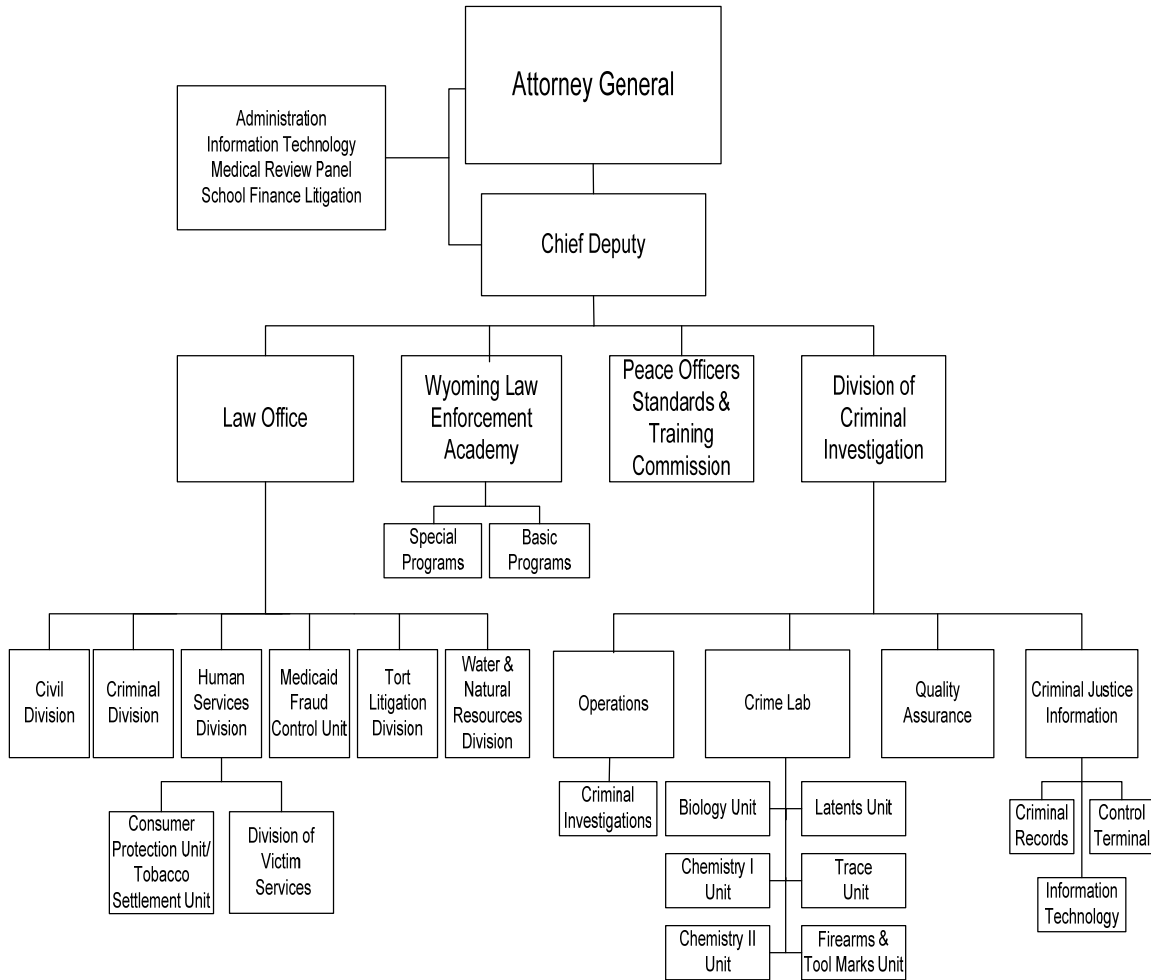 Attorney General
Administration
Information Technology
Medical Review Panel
School Finance Litigation
Chief Deputy
Law Office
Wyoming Law
Enforcement
Academy
Peace Officers
Standards &
Training
Commission
Division of
Criminal
Investigation
Special
Programs
Basic
Programs
Civil
Division
Criminal
Division
Human
Services
Division
Medicaid
Fraud
Control Unit
Tort
Litigation
Division
Water &
Natural
Resources
Division
Operations
Crime Lab
Quality
Assurance
Criminal Justice
Information
Consumer
Protection Unit/
Tobacco
Settlement Unit
Division of
Victim
Services
Criminal
Investigations
Biology Unit
Latents Unit
Chemistry I
Unit
Trace
Unit
Chemistry II
Unit
Firearms &
Tool Marks Unit
Criminal
Records
Control
Terminal
Information
Technology